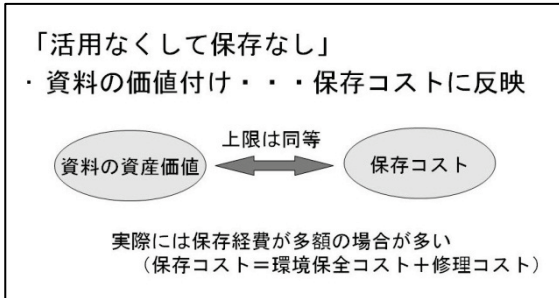 「活用なくして保存なし」
・資料の価値付け・・・保存コストに反映
上限は同等
資料の資産価値
保存コスト
実際には保存経費が多額の場合が多い
（保存コスト＝環境保全コスト＋修理コスト）